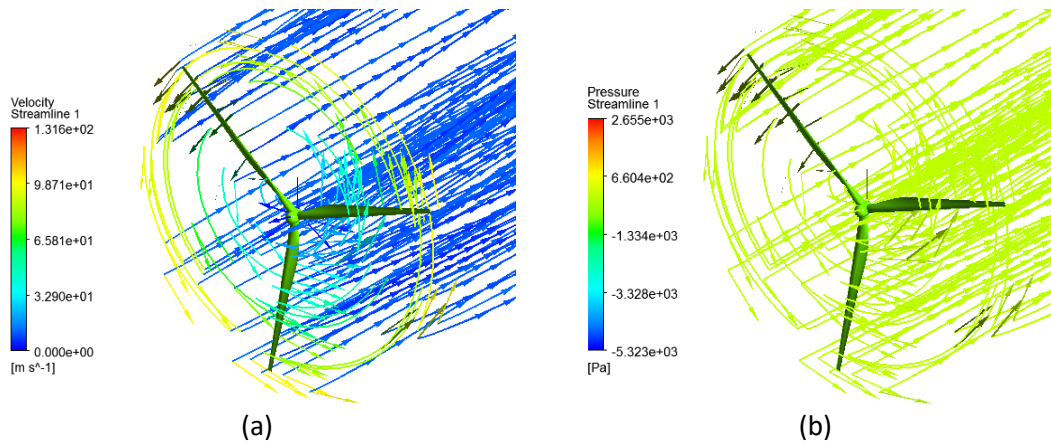 Velocity
Streamline 1
1.316e+02
9.871e+01
6.581e+01
3.290e+01
0.000e+00
[m s^-1]
(a)
Pressure
Streamline 1
2.655e+03
6.604e+02
-1.334e+03
-3.328e+03
-5.323e+03
[Pa]
(b)